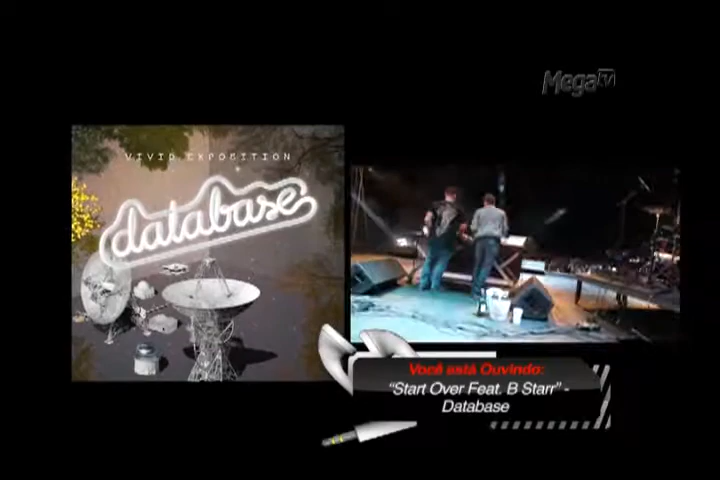 MegaTV
VIVID EXPOSITION
database
Você está Ouvindo:
“Start Over Feat. B Starr” -
Database